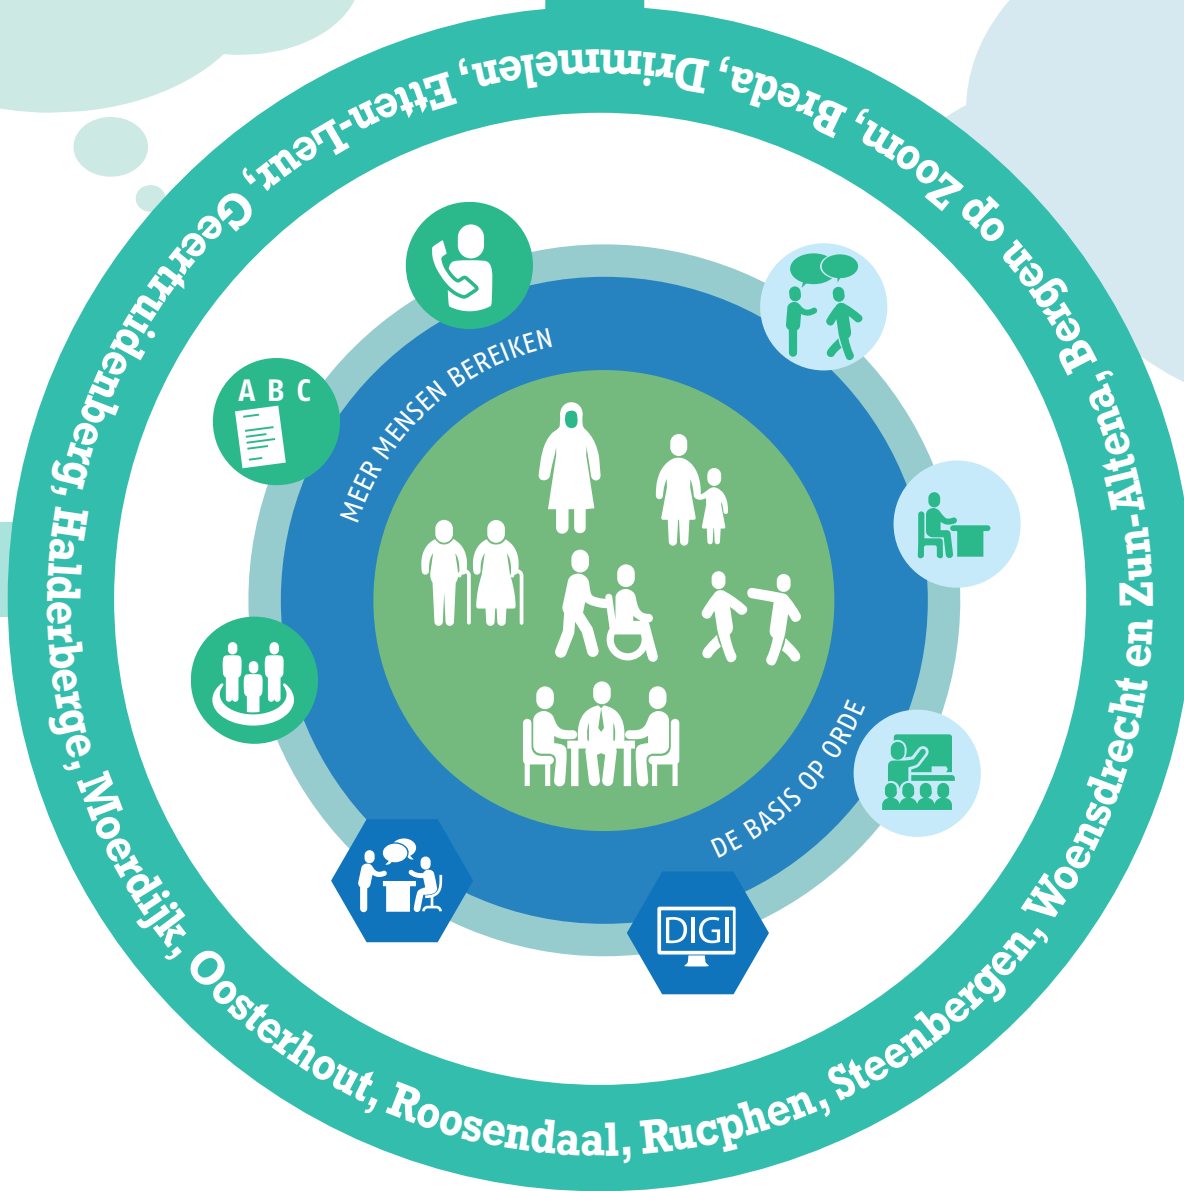 Altena, Bergen op Zoom, Breda, Drimmelen, Etten-Leur, Geertruidenberg, Halderberge, Moerdijk, Oosterhout, Roosendaal, Rucphen, Steenbergen, Woensdrecht en Zun-
MEER MENSEN BEREIKEN
A B C
DE BASIS OP ORDE
DIGI